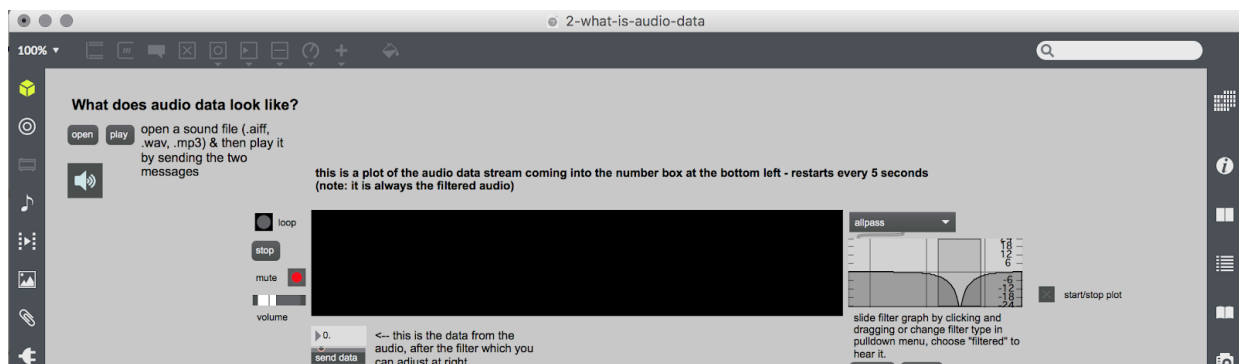 2-what-is-audio-data
100%
What does audio data look like?
open
play
open a sound file (.aiff,
.wav, .mp3) & then play it
by sending the two
messages
this is a plot of the audio data stream coming into the number box at the bottom left - restarts every 5 seconds
(note: it is always the filtered audio)
loop
stop
mute
volume
allpass
18
12
6
-6
-12
-18
-24
start/stop plot
slide filter graph by clicking and
dragging or change filter type in
pulldown menu, choose "filtered" to
hear it.
0.
send data
<-- this is the data from the
audio, after the filter which you
can adjust at right